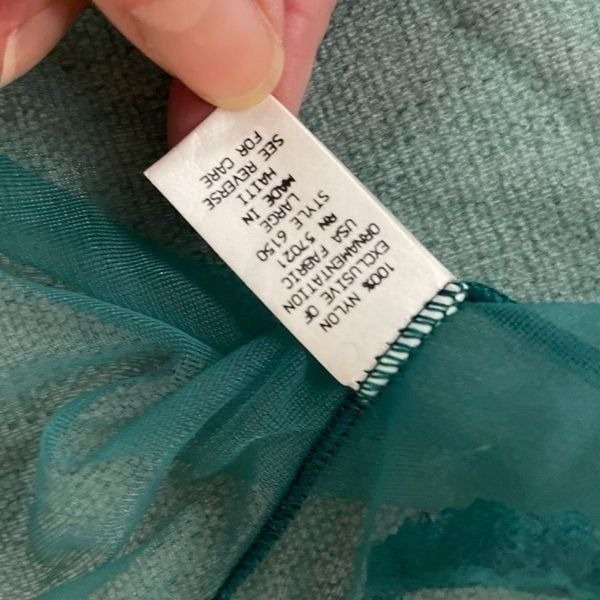 100% NYLON
EXCLUSIVE OF
ORNAMENTATION
USA FABRIC
RN 57021
STYLE 6150
LARGE
MADE IN
HAITI
SEE REVERSE
FOR CARE